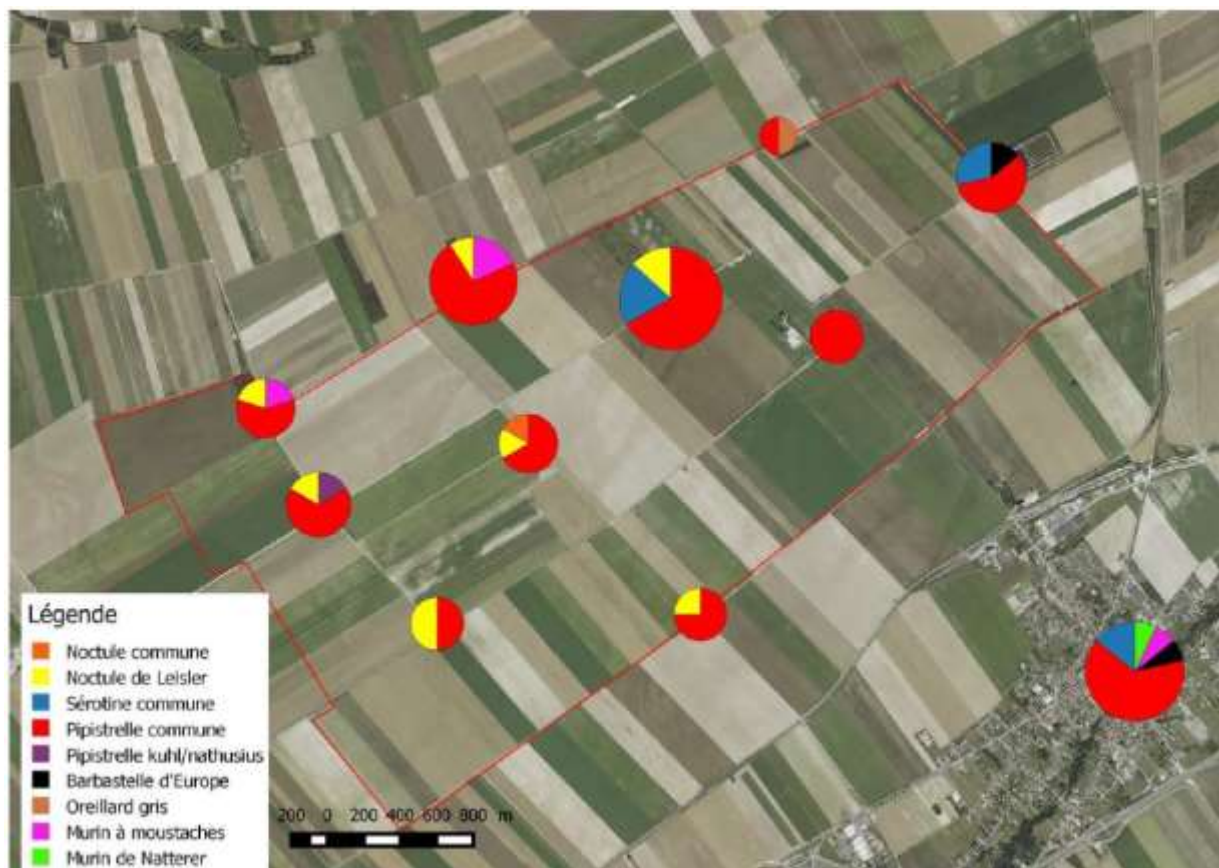 Légende
Noctule commune
Noctule de Leisler
Sérotine commune
Pipistrelle commune
Pipistrelle kuhl/nathusius
Barbastelle d'Europe
Oreillard gris
Murin à moustaches
Murin de Natterer
200 0 200 400 600 800 m